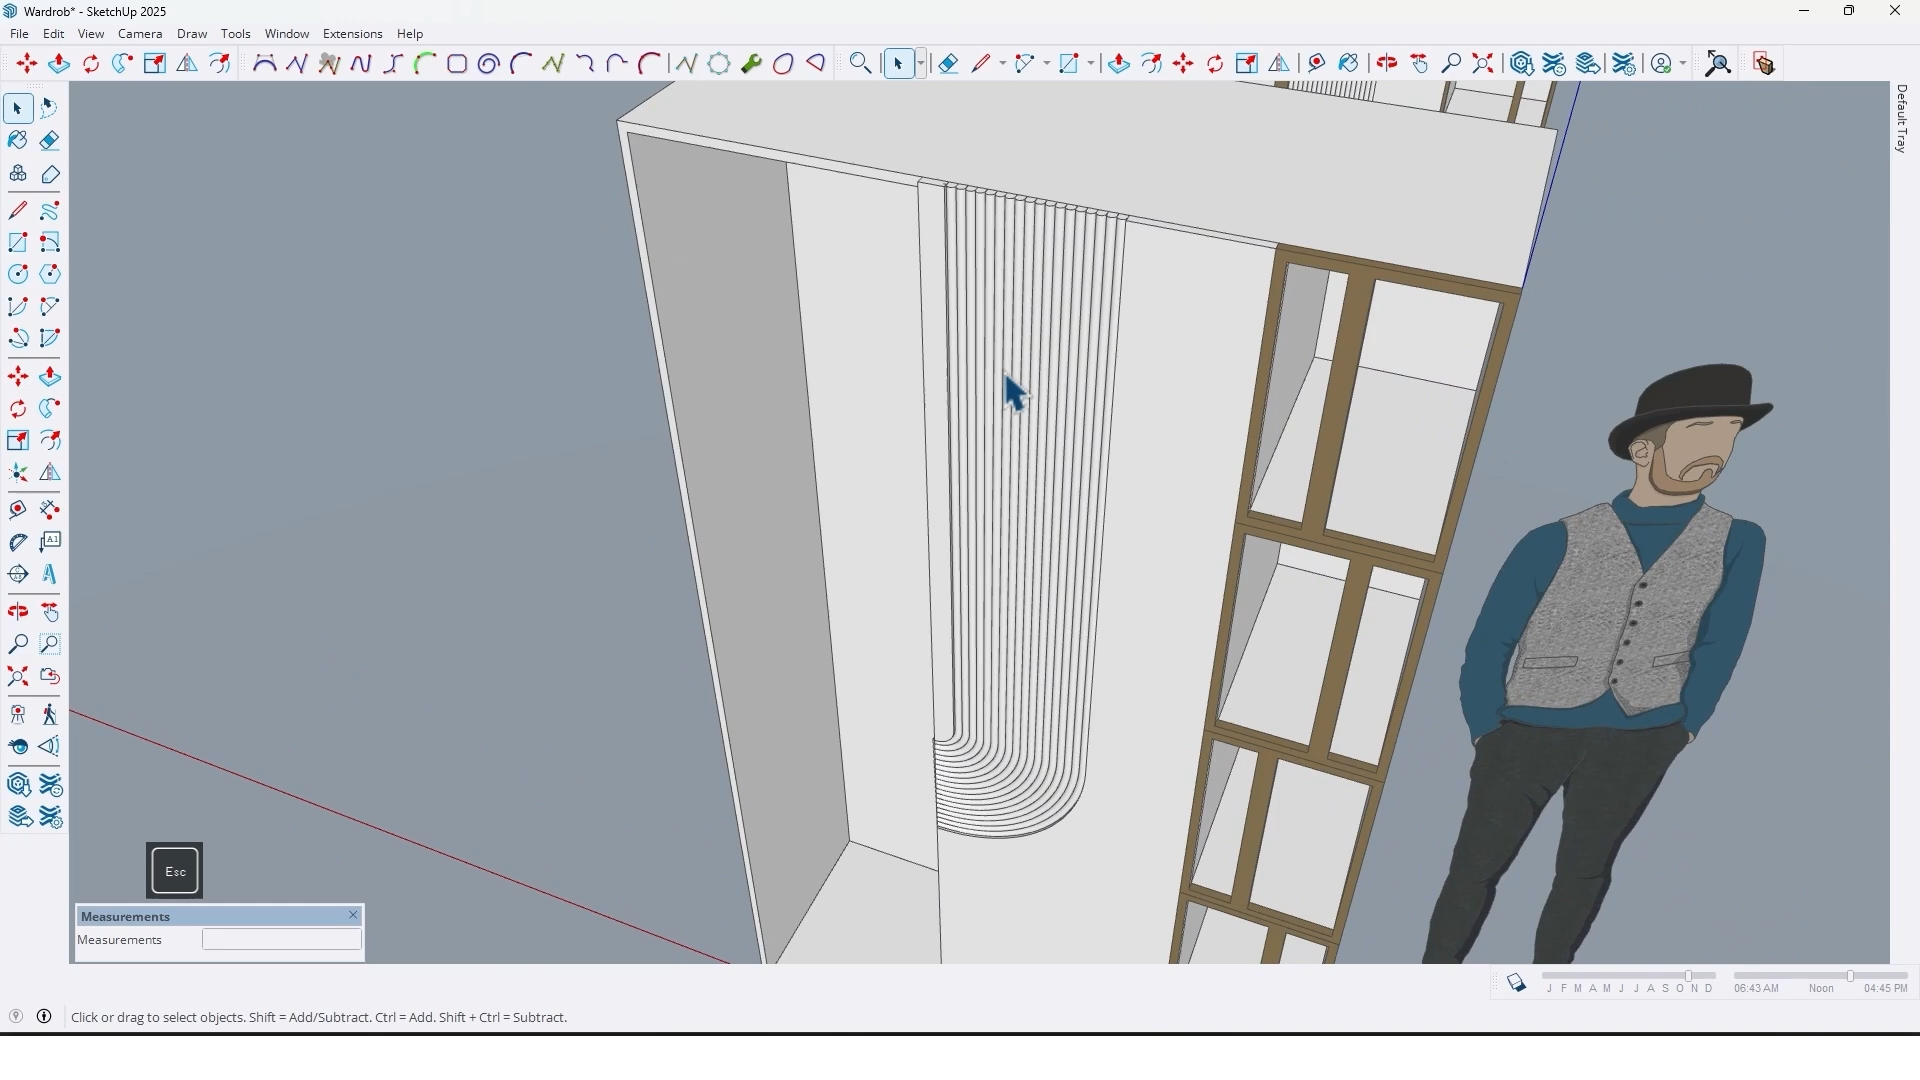 Wardrob* - SketchUp 2025
File Edit View Camera Draw Tools Window Extensions Help
Default Tray
A1
Esc
Measurements
Measurements
J F M A M J J A S O N D
06:43 AM Noon 04:45 PM
Click or drag to select objects. Shift = Add/Subtract. Ctrl = Add. Shift + Ctrl = Subtract.